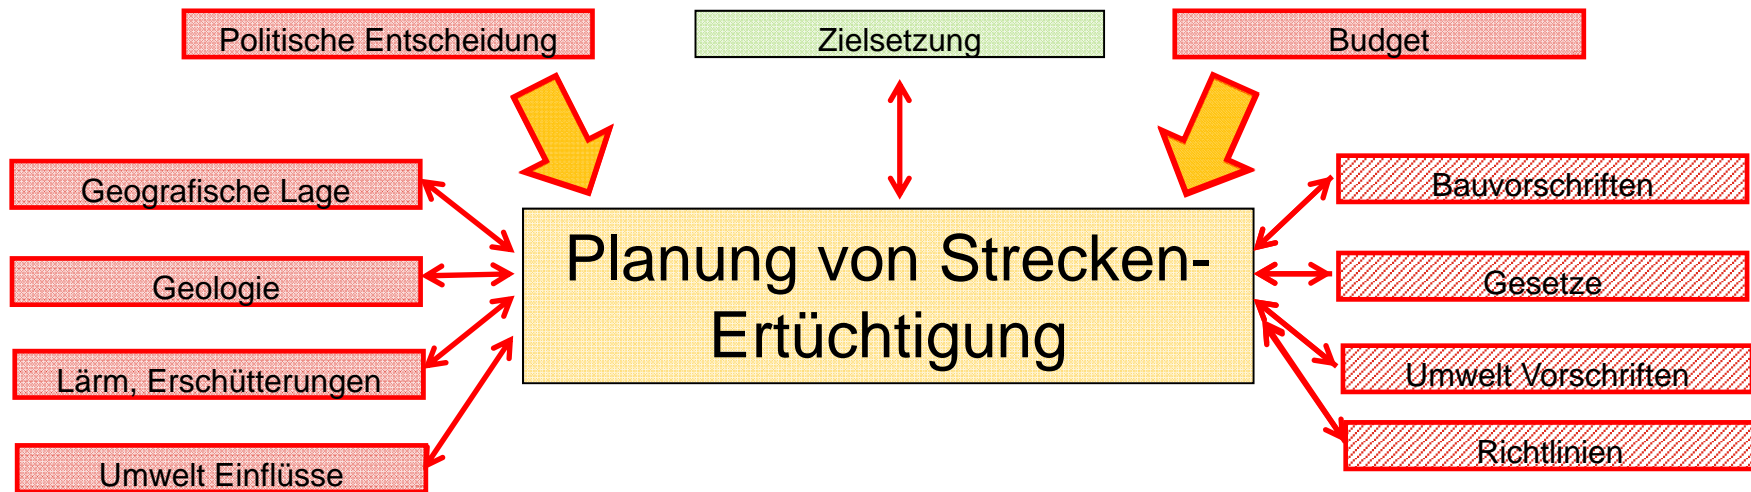 Politische Entscheidung
Zielsetzung
Budget
Geografische Lage
Geologie
Lärm, Erschütterungen
Umwelt Einflüsse
Planung von Strecken-
Ertüchtigung
Bauvorschriften
Gesetze
Umwelt Vorschriften
Richtlinien